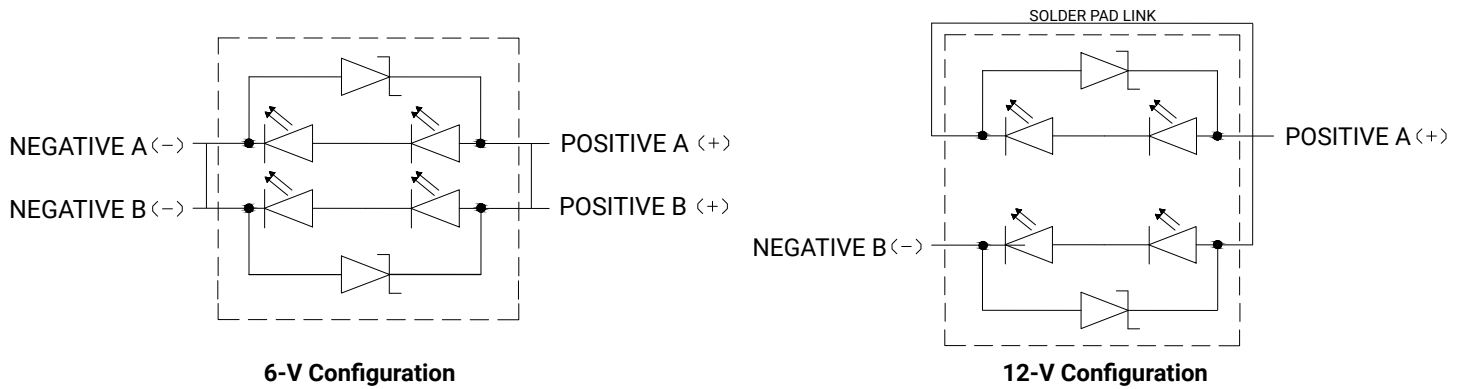 SOLDER PAD LINK
NEGATIVE A（－）
POSITIVE A（＋）
NEGATIVE B（－）
POSITIVE B（＋）
POSITIVE A（＋）
NEGATIVE B（－）
6-V Configuration
12-V Configuration